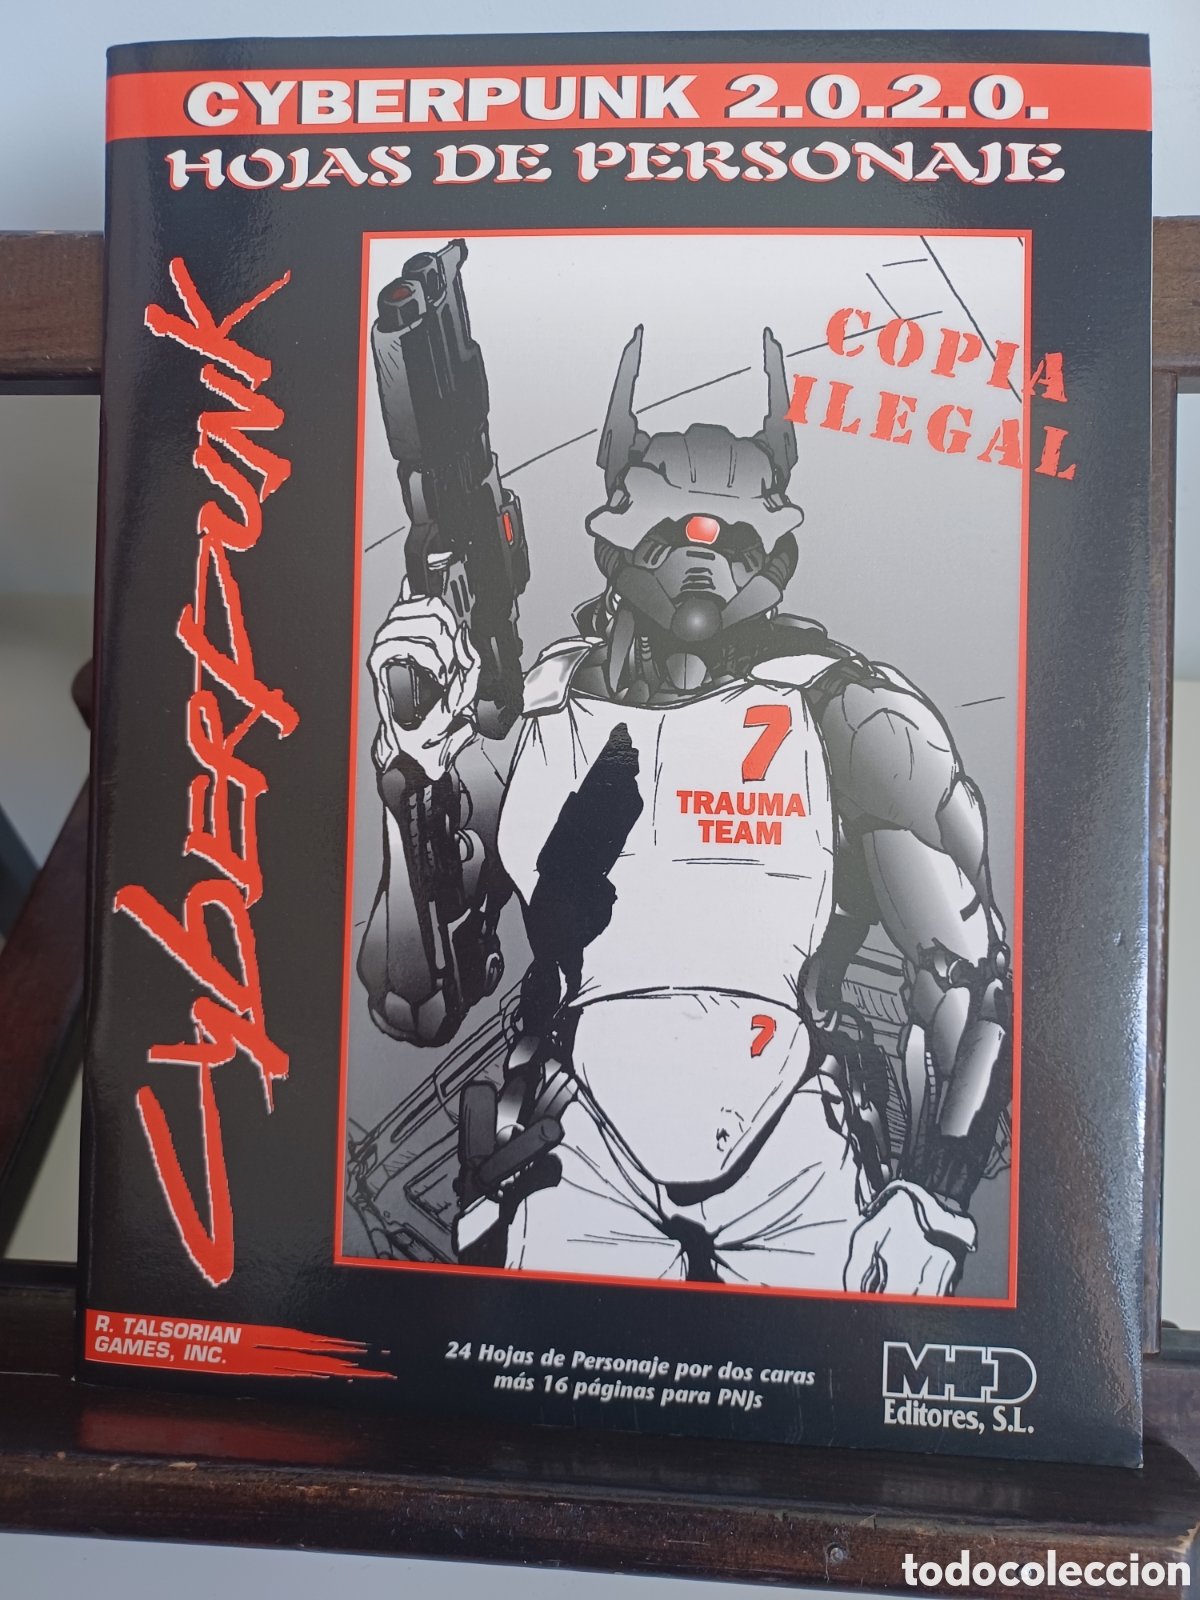 CYBERPUNK 2.0.2.0.
HOJAS DE PERSONAJE
CYBERPUNK
COPIA
ILEGAL
7
TRAUMA
TEAM
7
R. TALSORIAN
GAMES, INC.
24 Hojas de Personaje por dos caras
más 16 páginas para PNJs
M+D
Editores, S.L.
todocoleccion